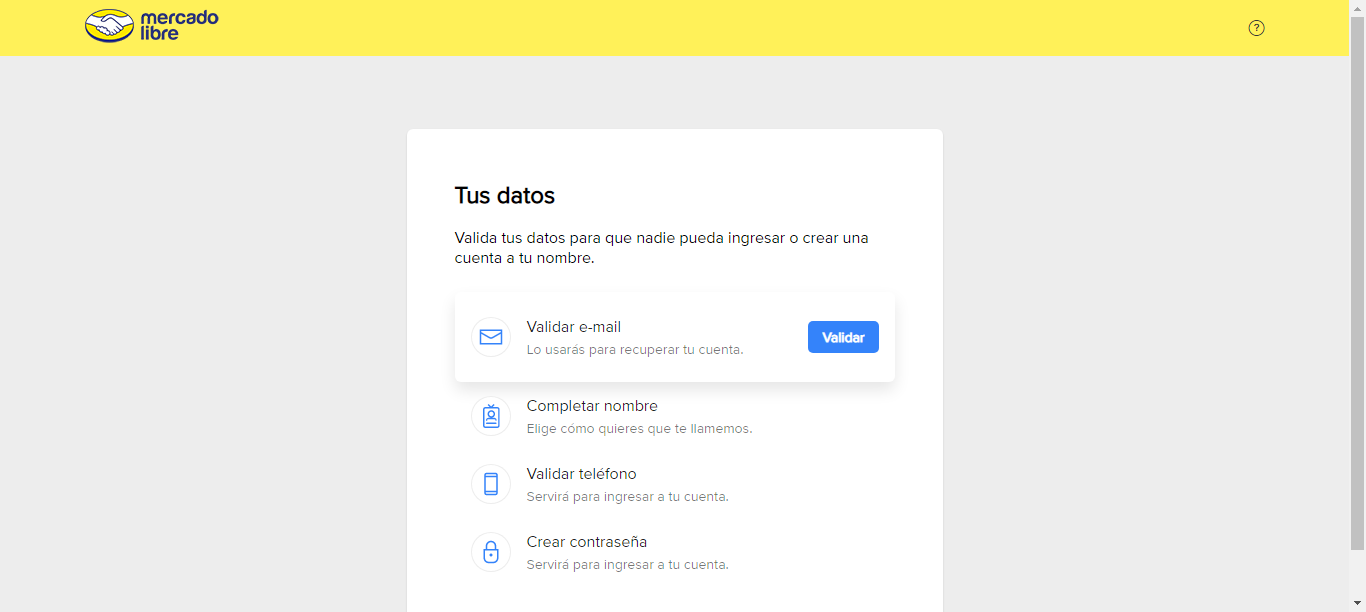 mercado
libre
?
Tus datos
Valida tus datos para que nadie pueda ingresar o crear una
cuenta a tu nombre.
Validar e-mail
Lo usarás para recuperar tu cuenta.
Validar
Completar nombre
Elige cómo quieres que te llamemos.
Validar teléfono
Servirá para ingresar a tu cuenta.
Crear contraseña
Servirá para ingresar a tu cuenta.